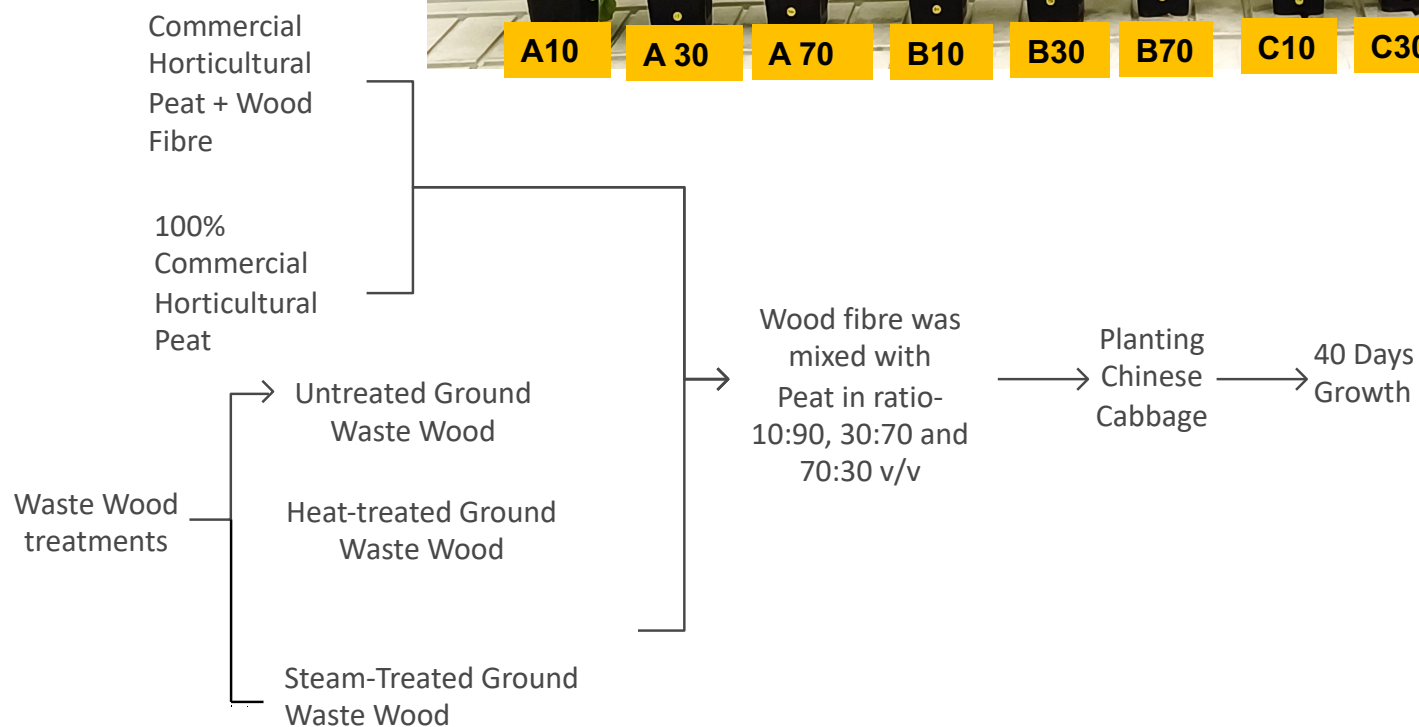 A10
A 30
A 70
B10
B30
B70
C10
C30
Commercial
Horticultural
Peat + Wood
Fibre
100%
Commercial
Horticultural
Peat
Untreated Ground
Waste Wood
Waste Wood
treatments
Heat-treated Ground
Waste Wood
Steam-Treated Ground
Waste Wood
Wood fibre was
mixed with
Peat in ratio-
10:90, 30:70 and
70:30 v/v
Planting
Chinese
Cabbage
40 Days
Growth